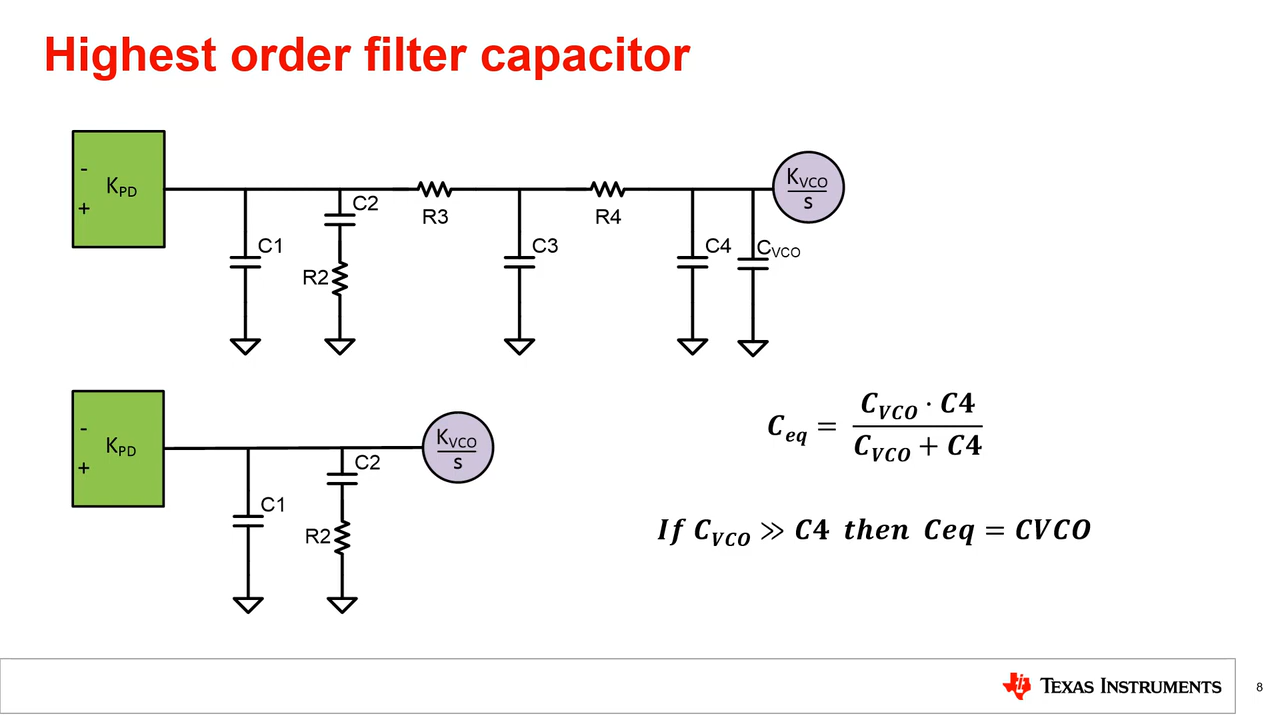 Highest order filter capacitor
-
+
K_PD
C1
C2
R2
R3
C3
R4
C4
C_VCO
K_VCO
s
-
+
K_PD
C1
C2
R2
K_VCO
s
C_eq = (C_VCO · C4) / (C_VCO + C4)
If C_VCO ≫ C4 then Ceq = CVCO
TEXAS INSTRUMENTS
8